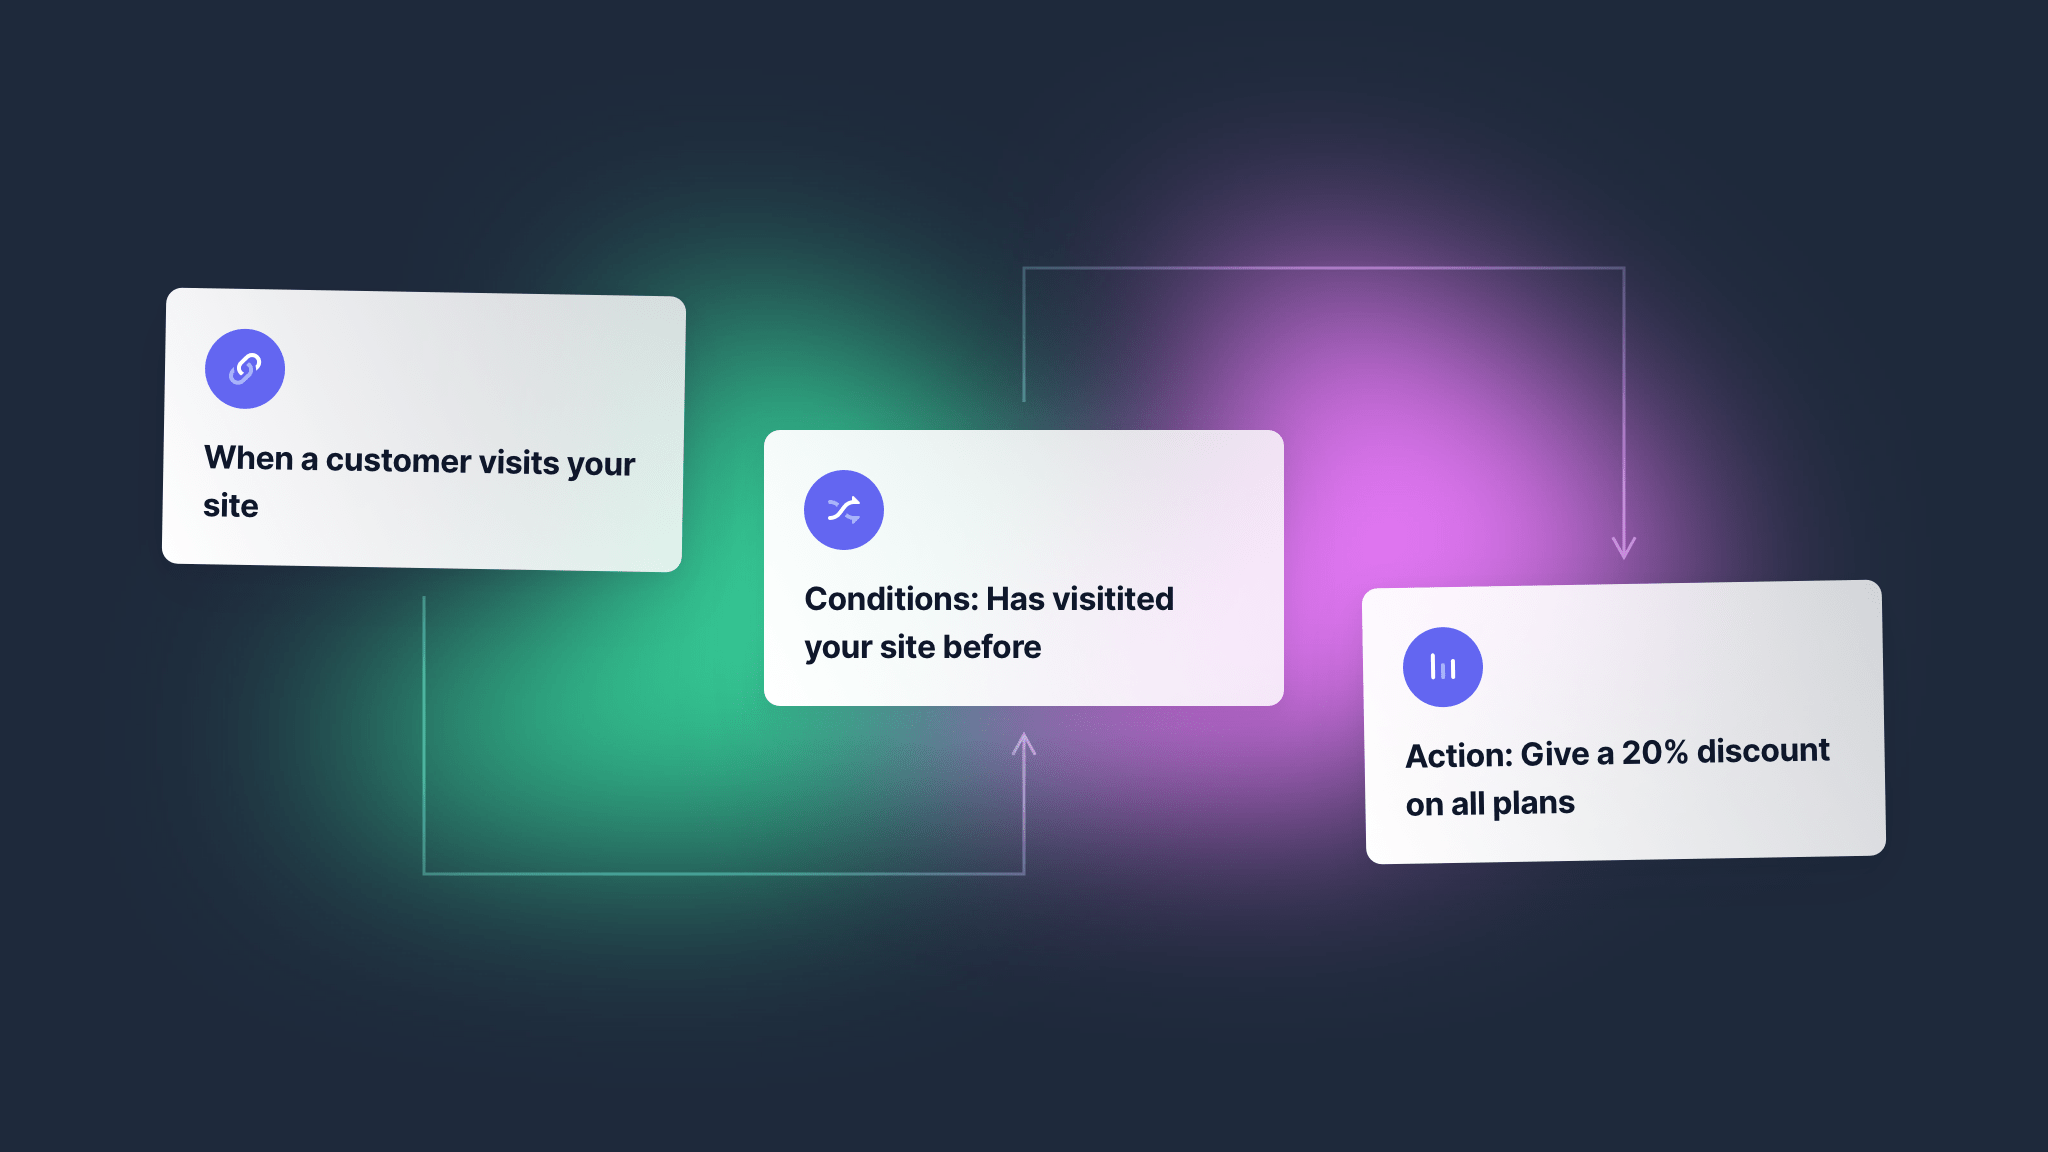 When a customer visits your
site
Conditions: Has visitited
your site before
Action: Give a 20% discount
on all plans